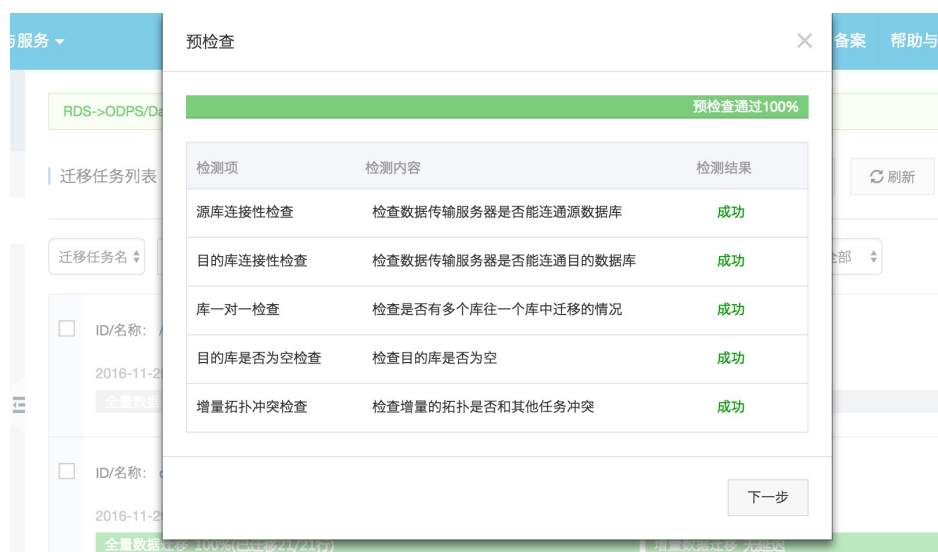 与服务
预检查
备案 帮助与
RDS->ODPS/Da
预检查通过100%
迁移任务列表
刷新
检测项 检测内容 检测结果
源库连接性检查 检查数据传输服务器是否能连通源数据库 成功
迁移任务名
全部
目的库连接性检查 检查数据传输服务器是否能连通目的数据库 成功
库一对一检查 检查是否有多个库往一个库中迁移的情况 成功
ID/名称:
目的库是否为空检查 检查目的库是否为空 成功
2016-11-2
全量数据
增量拓扑冲突检查 检查增量的拓扑是否和其他任务冲突 成功
ID/名称:
下一步
2016-11-2
全量数据迁移 100%(已迁移21/21行) 增量数据迁移 无延迟